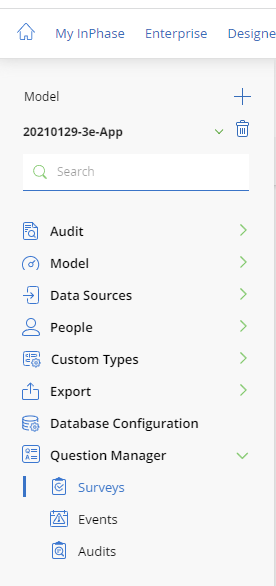 My InPhase Enterprise Designe
Model
20210129-3e-App
Search
Audit
Model
Data Sources
People
Custom Types
Export
Database Configuration
Question Manager
Surveys
Events
Audits